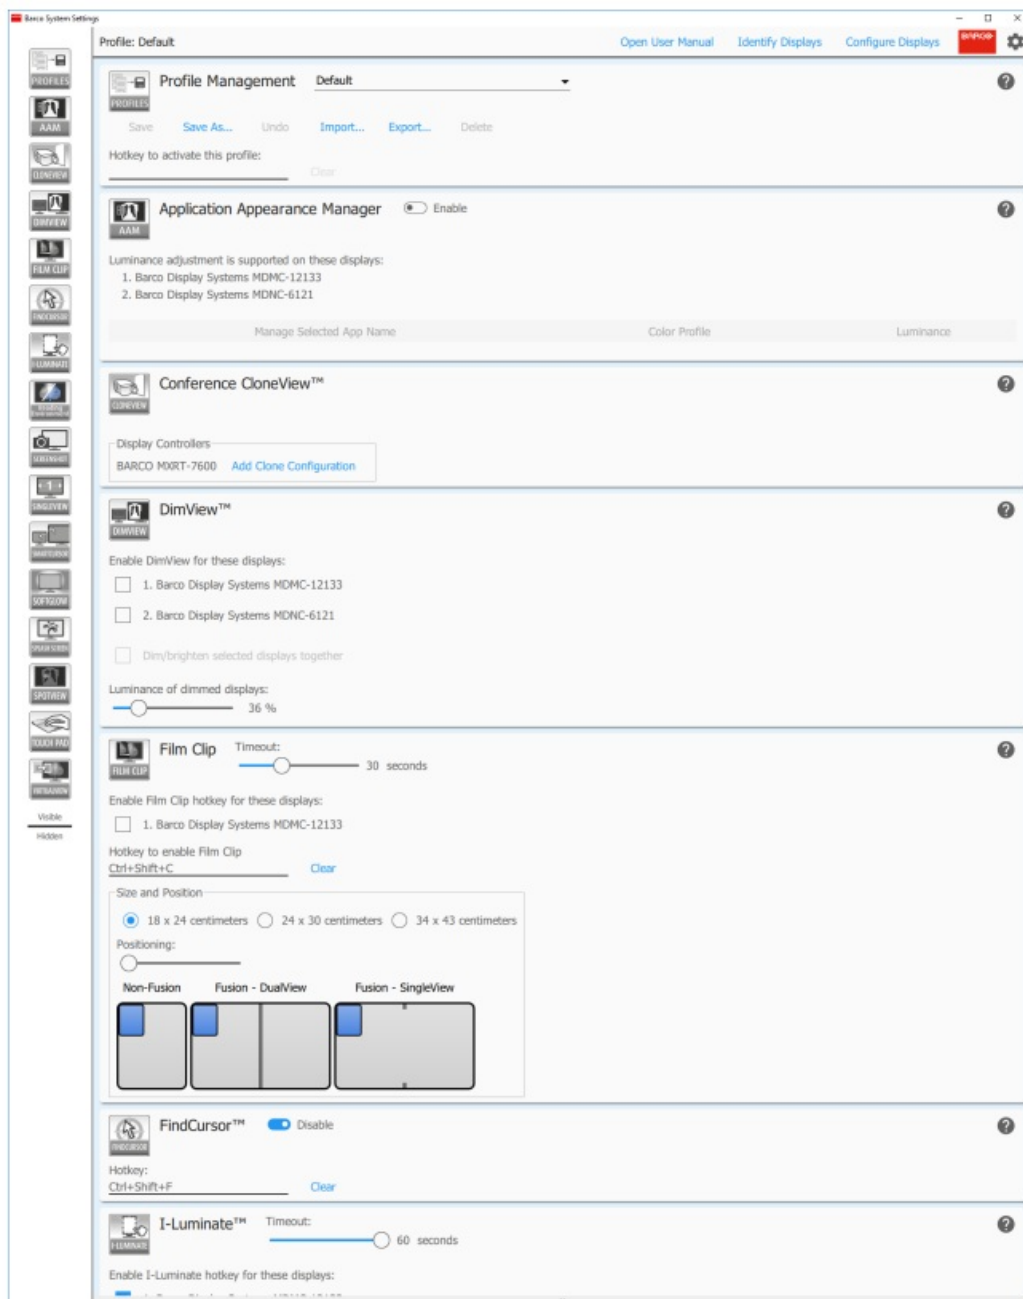 Barco System Settings
Profile: Default
Open User Manual
Identify Displays
Configure Displays
BARCO
PROFILES
AAM
CLONEVIEW
DIMVIEW
FILM CLIP
FINDCURSOR
I-LUMINATE
SCREENSHOT
SINGLEVIEW
SMARTCURSOR
SOFTGLOW
SPOTVIEW
TOUCH PAD
Visible
Hidden
PROFILES
Profile Management
Default
Save
Save As...
Undo
Import...
Export...
Delete
Hotkey to activate this profile:
Clear
AAM
Application Appearance Manager
Enable
Luminance adjustment is supported on these displays:
1. Barco Display Systems MDMC-12133
2. Barco Display Systems MDNC-6121
Manage Selected App Name
Color Profile
Luminance
CLONEVIEW
Conference CloneView™
Display Controllers
BARCO MXRT-7600
Add Clone Configuration
DIMVIEW
DimView™
Enable DimView for these displays:
1. Barco Display Systems MDMC-12133
2. Barco Display Systems MDNC-6121
Dim/brighten selected displays together
Luminance of dimmed displays:
36 %
FILM CLIP
Film Clip
Timeout:
30 seconds
Enable Film Clip hotkey for these displays:
1. Barco Display Systems MDMC-12133
Hotkey to enable Film Clip
Ctrl+Shift+C
Clear
Size and Position
18 x 24 centimeters
24 x 30 centimeters
34 x 43 centimeters
Positioning:
Non-Fusion
Fusion - DualView
Fusion - SingleView
FINDCURSOR
FindCursor™
Disable
Hotkey:
Ctrl+Shift+F
Clear
I-LUMINATE
I-Luminate™
Timeout:
60 seconds
Enable I-Luminate hotkey for these displays: